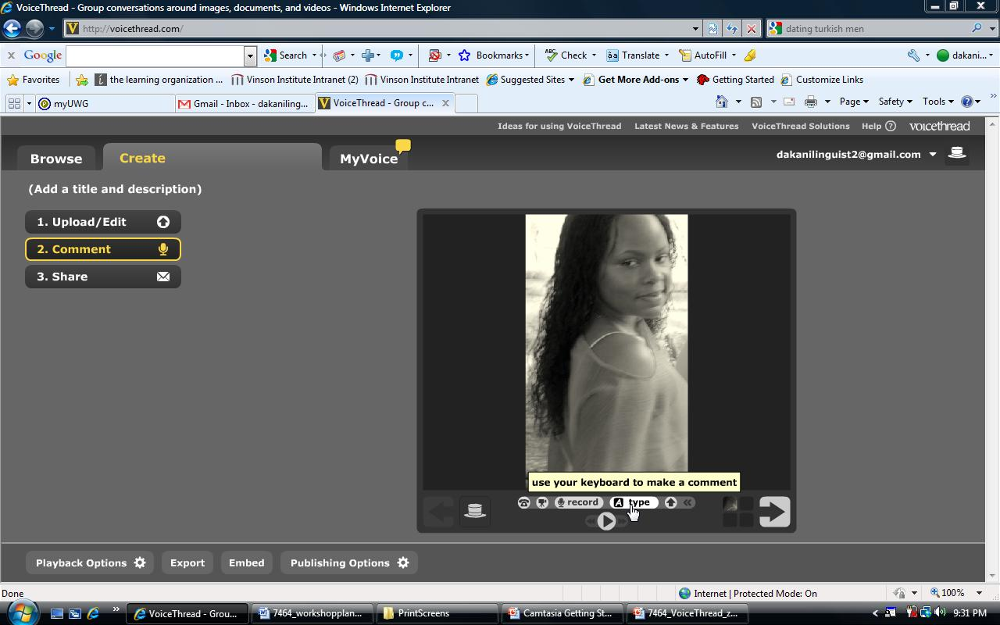 VoiceThread - Group conversations around images, documents, and videos - Windows Internet Explorer
http://voicethread.com/
dating turkish men
x Google Search Bookmarks ABC Check Translate AutoFill dakani...
Favorites the learning organization ... Vinson Institute Intranet (2) Vinson Institute Intranet Suggested Sites Get More Add-ons Getting Started Customize Links
myUWG Gmail - Inbox - dakaniling... VoiceThread - Group c... Page Safety Tools
Ideas for using VoiceThread Latest News & Features VoiceThread Solutions Help ? voicethread
Browse Create MyVoice dakanilinguist2@gmail.com
(Add a title and description)
1. Upload/Edit
2. Comment
3. Share
use your keyboard to make a comment
record A type
Playback Options Export Embed Publishing Options
Done Internet | Protected Mode: On 100%
VoiceThread - Grou... 7464_workshopplan... PrintScreens Camtasia Getting St... 7464_VoiceThread_z... 9:31 PM